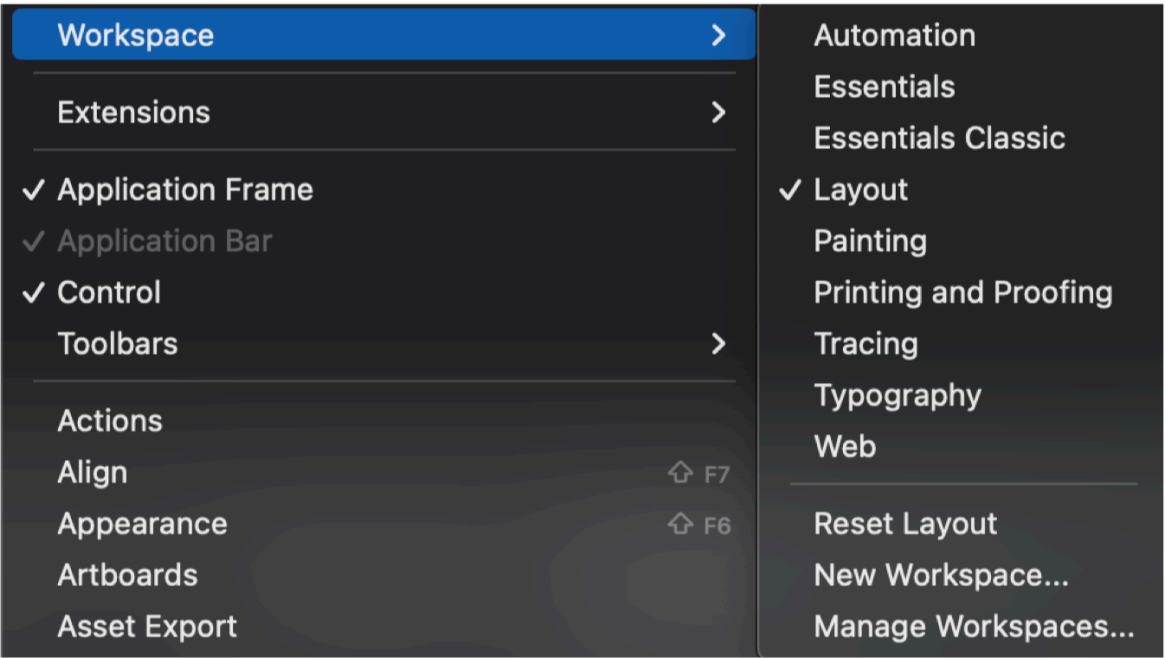 Workspace
Extensions
✓ Application Frame
✓ Application Bar
✓ Control
Toolbars
Actions
Align ⇧ F7
Appearance ⇧ F6
Artboards
Asset Export
Automation
Essentials
Essentials Classic
✓ Layout
Painting
Printing and Proofing
Tracing
Typography
Web
Reset Layout
New Workspace...
Manage Workspaces...